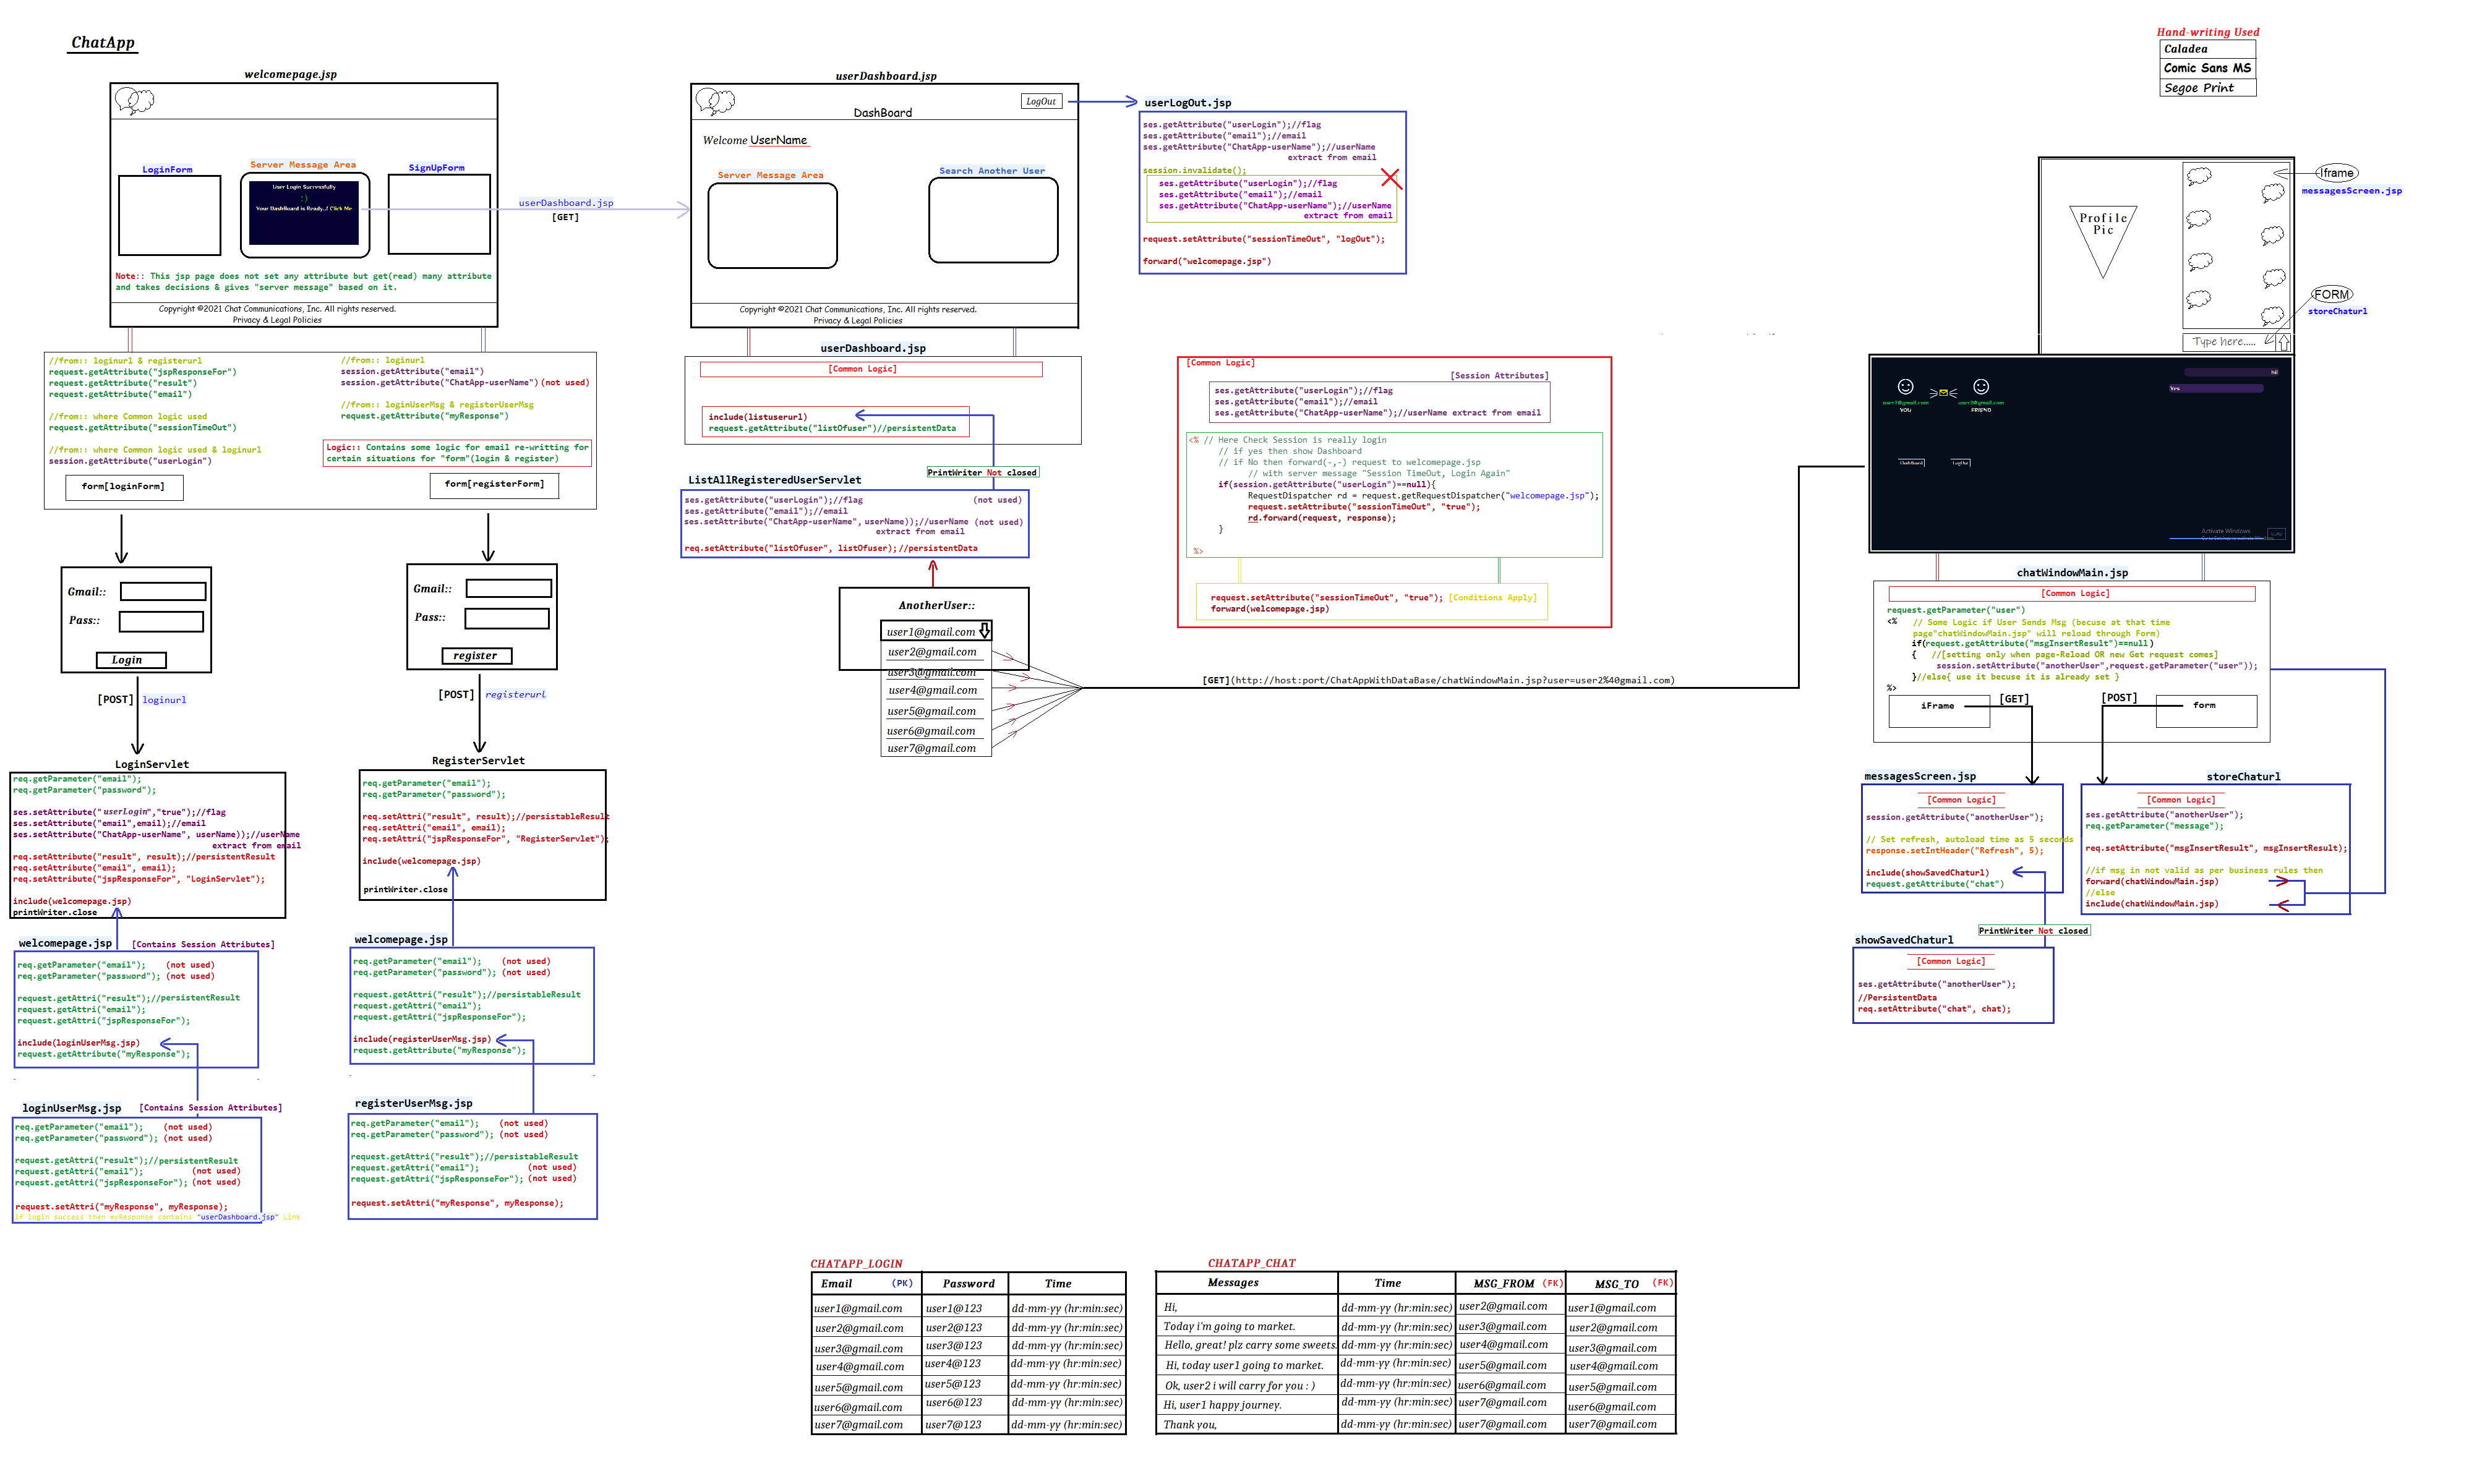 ChatApp
Hand-writing Used
Caladea
Comic Sans MS
Segoe Print
welcomepage.jsp
LoginForm
Server Message Area
SignUpForm
User Login Successfully
:)
Your DashBoard is Ready..! Click Me
Note:: This jsp page does not set any attribute but get(read) many attribute
and takes decisions & gives "server message" based on it.
Copyright ©2021 Chat Communications, Inc. All rights reserved.
Privacy & Legal Policies
userDashboard.jsp
[GET]
userDashboard.jsp
LogOut
DashBoard
Welcome UserName
Server Message Area
Search Another User
Copyright ©2021 Chat Communications, Inc. All rights reserved.
Privacy & Legal Policies
userLogOut.jsp
ses.getAttribute("userLogin");//flag
ses.getAttribute("email");//email
ses.getAttribute("ChatApp-userName");//userName
extract from email
session.invalidate();
ses.getAttribute("userLogin");//flag
ses.getAttribute("email");//email
ses.getAttribute("ChatApp-userName");//userName
extract from email
request.setAttribute("sessionTimeOut", "logOut");
forward("welcomepage.jsp")
Profile
Pic
Iframe
messagesScreen.jsp
FORM
storeChaturl
Type here.....
//from:: loginurl & registerurl
request.getAttribute("jspResponseFor")
request.getAttribute("result")
request.getAttribute("email")
//from:: where Common logic used
request.getAttribute("sessionTimeOut")
//from:: where Common logic used & loginurl
session.getAttribute("userLogin")
form[loginForm]
//from:: loginurl
session.getAttribute("email")
session.getAttribute("ChatApp-userName")(not used)
//from:: loginUserMsg & registerUserMsg
request.getAttribute("myResponse")
Logic:: Contains some logic for email re-writting for
certain situations for "form"(login & register)
form[registerForm]
Gmail::
Pass::
Login
[POST] loginurl
Gmail::
Pass::
register
[POST] registerurl
userDashboard.jsp
[Common Logic]
include(listuserurl)
request.getAttribute("listOfuser")//persistentData
PrintWriter Not closed
ListAllRegisteredUserServlet
ses.getAttribute("userLogin");//flag (not used)
ses.getAttribute("email");//email
ses.setAttribute("ChatApp-userName", userName));//userName (not used)
extract from email
req.setAttribute("listOfuser", listOfuser);//persistentData
AnotherUser::
user1@gmail.com
user2@gmail.com
user3@gmail.com
user4@gmail.com
user5@gmail.com
user6@gmail.com
user7@gmail.com
[GET](http://host:port/ChatAppWithDataBase/chatWindowMain.jsp?user=user2%40gmail.com)
[Common Logic]
[Session Attributes]
ses.getAttribute("userLogin");//flag
ses.getAttribute("email");//email
ses.getAttribute("ChatApp-userName");//userName extract from email
<% // Here Check Session is really login
// if yes then show Dashboard
// if No then forward(-,-) request to welcomepage.jsp
// with server message "Session TimeOut, Login Again"
if(session.getAttribute("userLogin")==null){
RequestDispatcher rd = request.getRequestDispatcher("welcomepage.jsp");
request.setAttribute("sessionTimeOut", "true");
rd.forward(request, response);
}
%>
request.setAttribute("sessionTimeOut", "true"); [Conditions Apply]
forward(welcomepage.jsp)
hii
Yes
user1@gmail.com
YOU
user2@gmail.com
FRIEND
DashBoard
LogOut
Activate Windows
chatWindowMain.jsp
[Common Logic]
request.getParameter("user")
<% // Some Logic if User Sends Msg (becuse at that time
page"chatWindowMain.jsp" will reload through Form)
if(request.getAttribute("msgInsertResult")==null)
{ //[setting only when page-Reload OR new Get request comes]
session.setAttribute("anotherUser",request.getParameter("user"));
}//else{ use it becuse it is already set }
%>
iFrame
[GET]
[POST]
form
messagesScreen.jsp
[Common Logic]
session.getAttribute("anotherUser");
// Set refresh, autoload time as 5 seconds
response.setIntHeader("Refresh", 5);
include(showSavedChaturl)
request.getAttribute("chat")
storeChaturl
[Common Logic]
ses.getAttribute("anotherUser");
req.getParameter("message");
req.setAttribute("msgInsertResult", msgInsertResult);
//if msg in not valid as per business rules then
forward(chatWindowMain.jsp)
//else
include(chatWindowMain.jsp)
PrintWriter Not closed
showSavedChaturl
[Common Logic]
ses.getAttribute("anotherUser");
//PersistentData
req.setAttribute("chat", chat);
LoginServlet
req.getParameter("email");
req.getParameter("password");
ses.setAttribute("userLogin","true");//flag
ses.setAttribute("email",email);//email
ses.setAttribute("ChatApp-userName", userName));//userName
extract from email
req.setAttribute("result", result);//persistentResult
req.setAttribute("email", email);
req.setAttribute("jspResponseFor", "LoginServlet");
include(welcomepage.jsp)
printWriter.close
welcomepage.jsp [Contains Session Attributes]
req.getParameter("email"); (not used)
req.getParameter("password"); (not used)
request.getAttri("result");//persistentResult
request.getAttri("email");
request.getAttri("jspResponseFor");
include(loginUserMsg.jsp)
request.getAttribute("myResponse");
loginUserMsg.jsp [Contains Session Attributes]
req.getParameter("email"); (not used)
req.getParameter("password"); (not used)
request.getAttri("result");//persistentResult
request.getAttri("email"); (not used)
request.getAttri("jspResponseFor"); (not used)
request.setAttri("myResponse", myResponse);
if login success then myResponse contains "userDashboard.jsp" link
RegisterServlet
req.getParameter("email");
req.getParameter("password");
req.setAttri("result", result);//persistableResult
req.setAttri("email", email);
req.setAttri("jspResponseFor", "RegisterServlet");
include(welcomepage.jsp)
printWriter.close
welcomepage.jsp
req.getParameter("email"); (not used)
req.getParameter("password"); (not used)
request.getAttri("result");//persistableResult
request.getAttri("email");
request.getAttri("jspResponseFor");
include(registerUserMsg.jsp)
request.getAttribute("myResponse");
registerUserMsg.jsp
req.getParameter("email"); (not used)
req.getParameter("password"); (not used)
request.getAttri("result");//persistableResult
request.getAttri("email"); (not used)
request.getAttri("jspResponseFor"); (not used)
request.setAttri("myResponse", myResponse);
CHATAPP_LOGIN
Email (PK) Password Time
user1@gmail.com user1@123 dd-mm-yy (hr:min:sec)
user2@gmail.com user2@123 dd-mm-yy (hr:min:sec)
user3@gmail.com user3@123 dd-mm-yy (hr:min:sec)
user4@gmail.com user4@123 dd-mm-yy (hr:min:sec)
user5@gmail.com user5@123 dd-mm-yy (hr:min:sec)
user6@gmail.com user6@123 dd-mm-yy (hr:min:sec)
user7@gmail.com user7@123 dd-mm-yy (hr:min:sec)
CHATAPP_CHAT
Messages Time MSG_FROM (FK) MSG_TO (FK)
Hi, dd-mm-yy (hr:min:sec) user2@gmail.com user1@gmail.com
Today i'm going to market. dd-mm-yy (hr:min:sec) user3@gmail.com user2@gmail.com
Hello, great! plz carry some sweets. dd-mm-yy (hr:min:sec) user4@gmail.com user3@gmail.com
Hi, today user1 going to market. dd-mm-yy (hr:min:sec) user5@gmail.com user4@gmail.com
Ok, user2 i will carry for you : ) dd-mm-yy (hr:min:sec) user6@gmail.com user5@gmail.com
Hi, user1 happy journey. dd-mm-yy (hr:min:sec) user7@gmail.com user6@gmail.com
Thank you, dd-mm-yy (hr:min:sec) user7@gmail.com user7@gmail.com